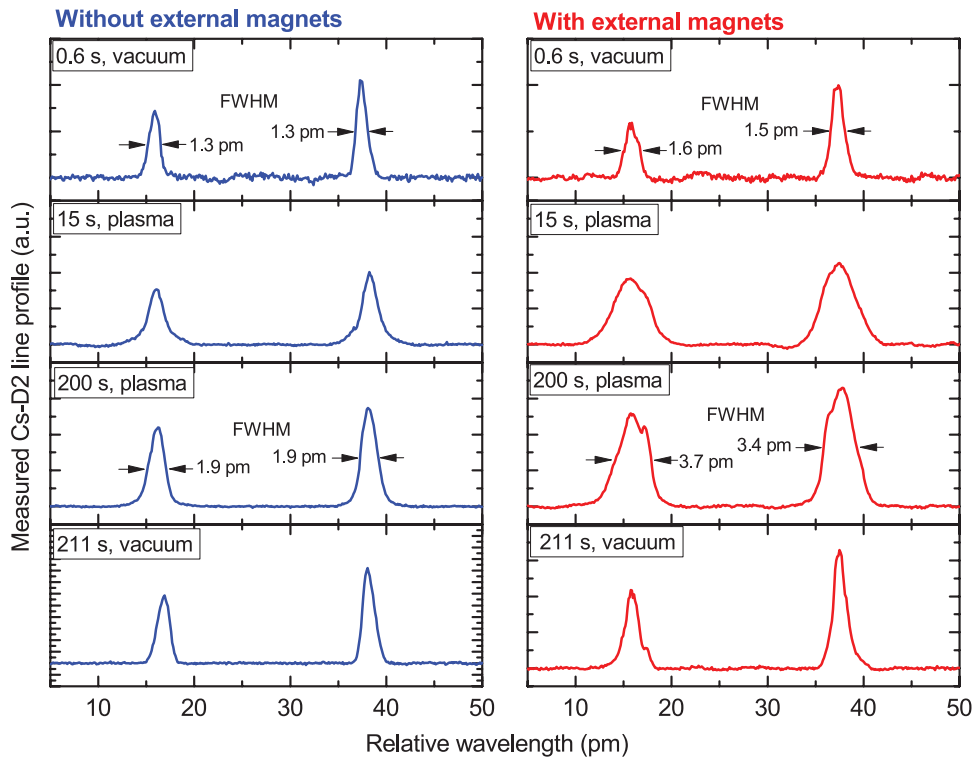 Without external magnets
With external magnets
Measured Cs-D2 line profile (a.u.)
0.6 s, vacuum
FWHM
1.3 pm
1.3 pm
15 s, plasma
200 s, plasma
FWHM
1.9 pm
1.9 pm
211 s, vacuum
10 20 30 40 50
0.6 s, vacuum
FWHM
1.6 pm
1.5 pm
15 s, plasma
200 s, plasma
FWHM
3.7 pm
3.4 pm
211 s, vacuum
10 20 30 40 50
Relative wavelength (pm)